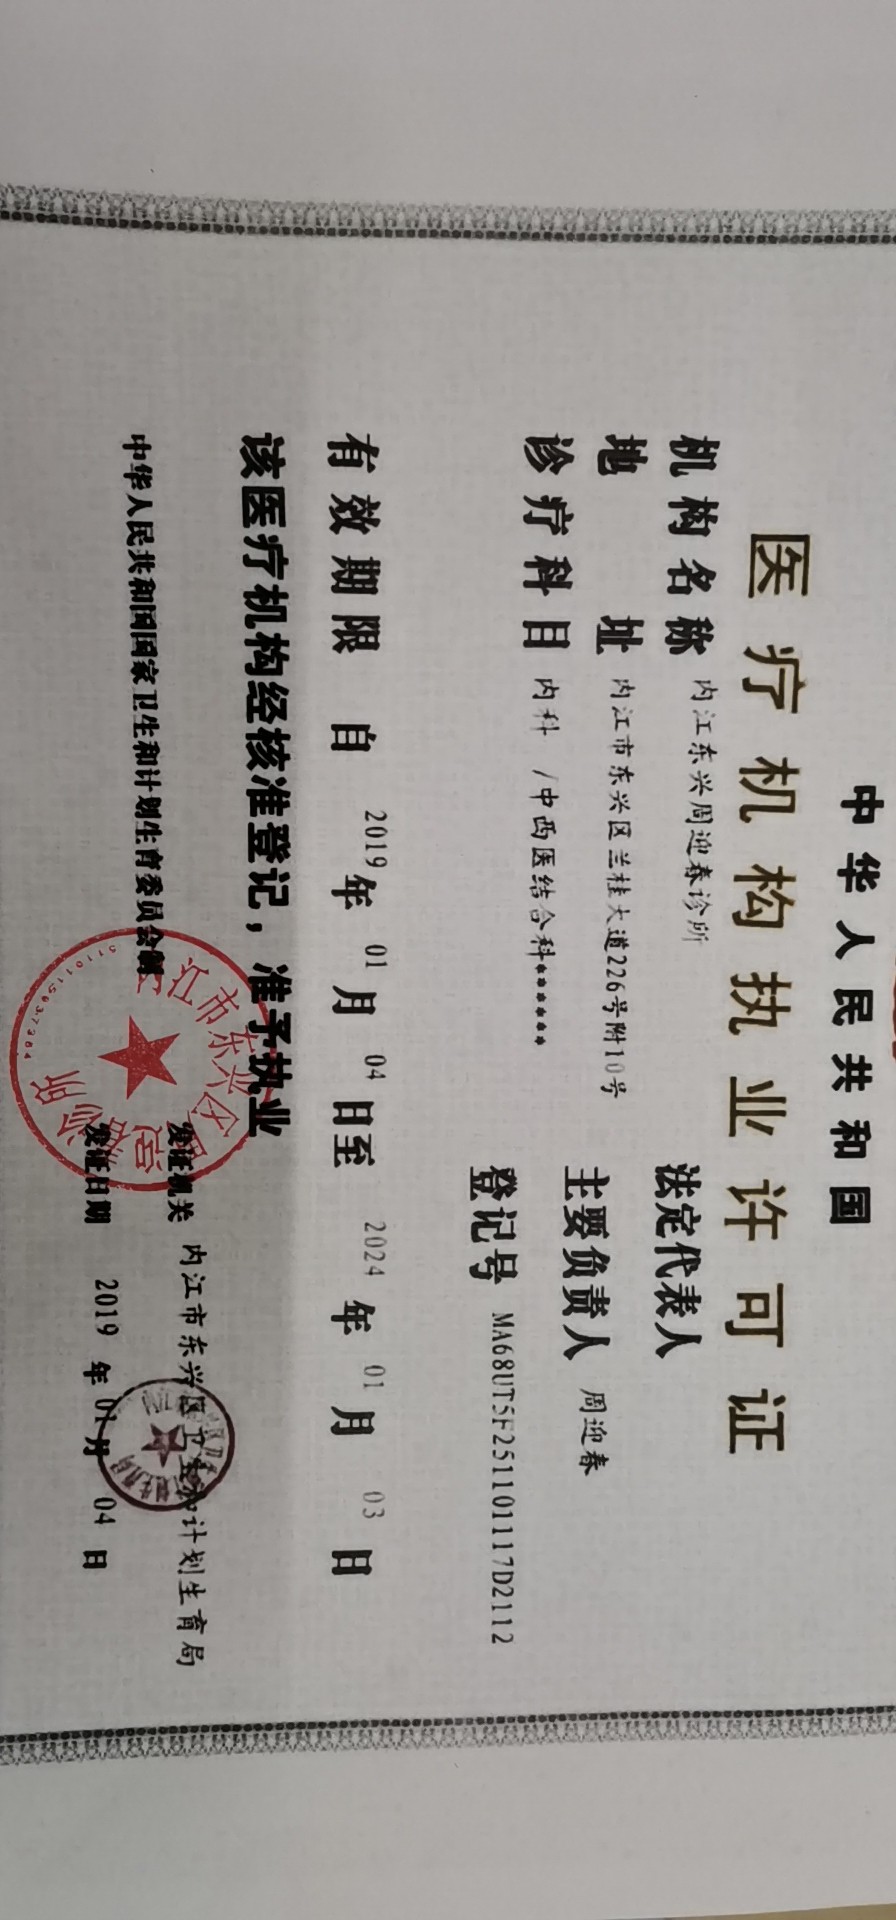 中华人民共和国
医疗机构执业许可证
机构名称 内江东兴周迎春诊所
法定代表人
地址 内江市东兴区兰桂大道226号附10号
主要负责人 周迎春
诊疗科目 内科 /中西医结合科******
登记号 MA68UT5F251101117D2112
有效期限 自 2019 年 01 月 04 日至 2024 年 01 月 03 日
该医疗机构经核准登记，准予执业
发证机关 内江市东兴区卫生和计划生育局
中华人民共和国国家卫生和计划生育委员会制
发证日期 2019 年 01 月 04 日